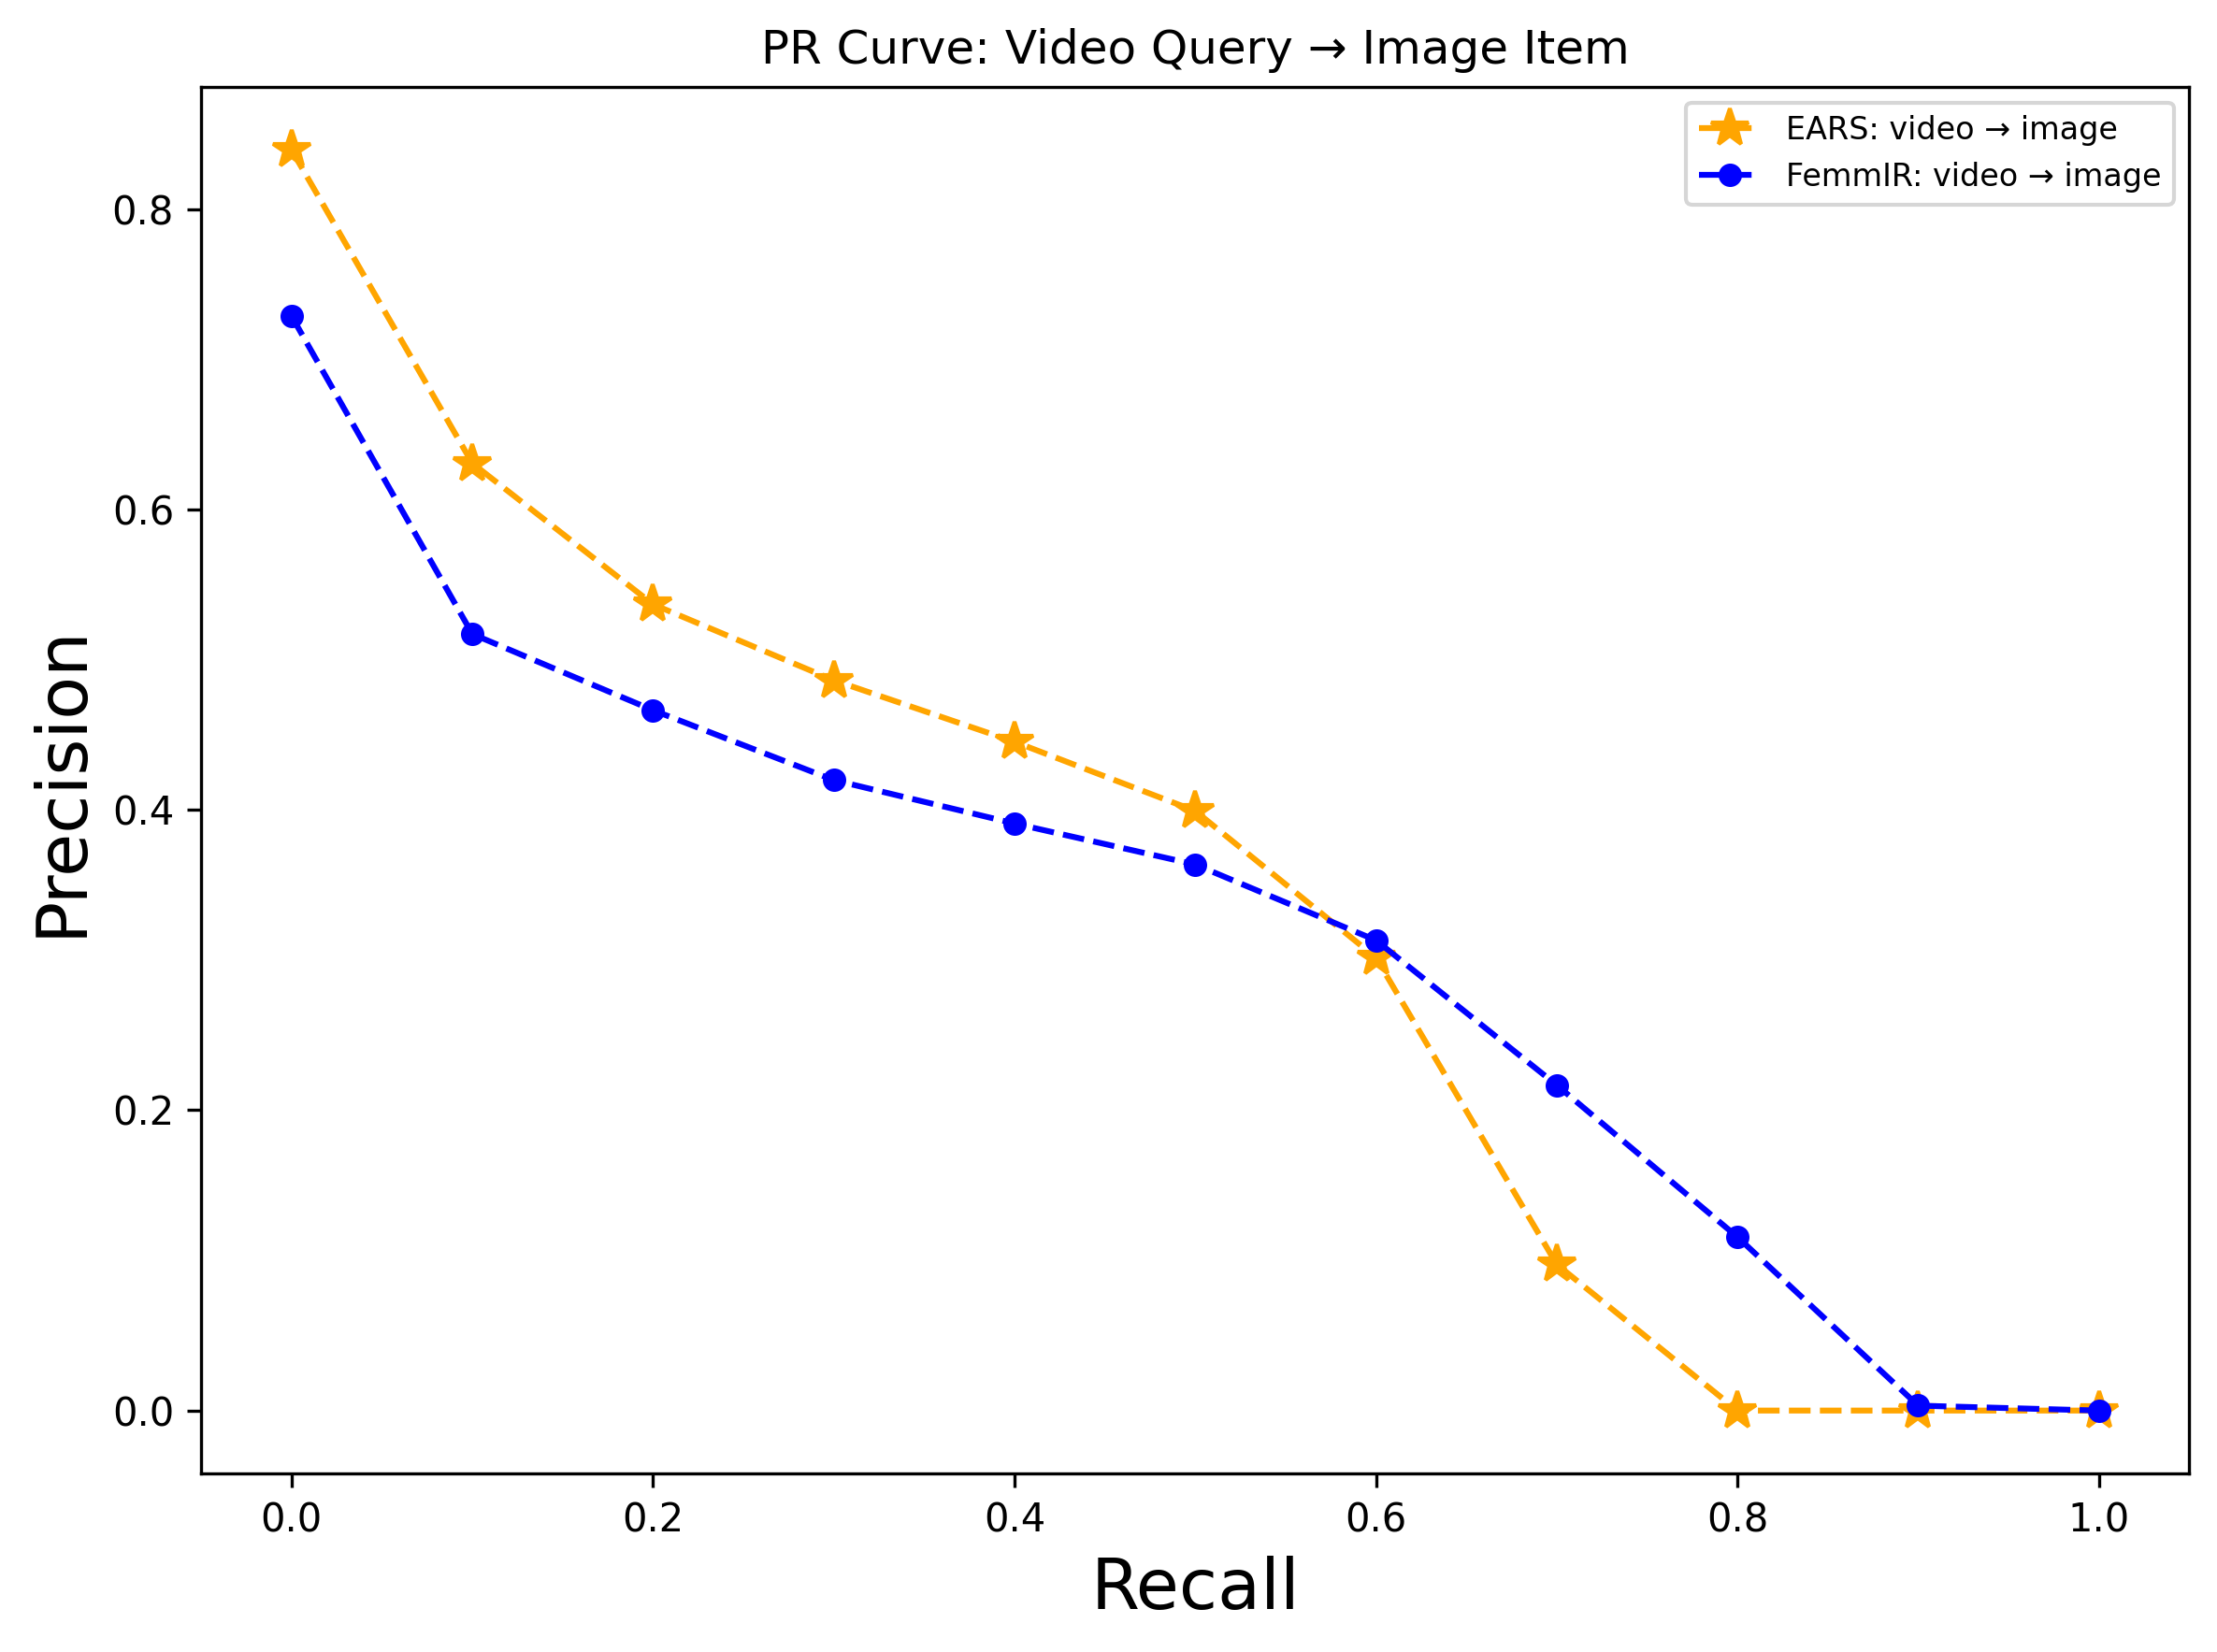 PR Curve: Video Query → Image Item
EARS: video → image
FemmIR: video → image
Precision
0.8
0.6
0.4
0.2
0.0
0.0 0.2 0.4 0.6 0.8 1.0
Recall